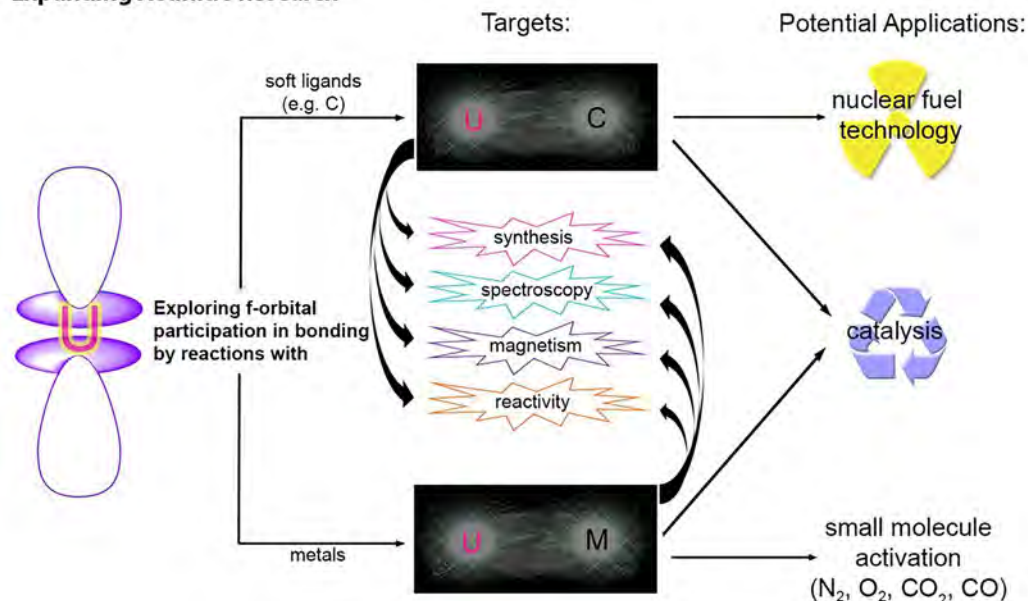 Targets:
Potential Applications:
soft ligands
(e.g. C)
U
C
nuclear fuel
technology
synthesis
spectroscopy
magnetism
reactivity
U
Exploring f-orbital
participation in bonding
by reactions with
catalysis
metals
U
M
small molecule
activation
(N₂, O₂, CO₂, CO)